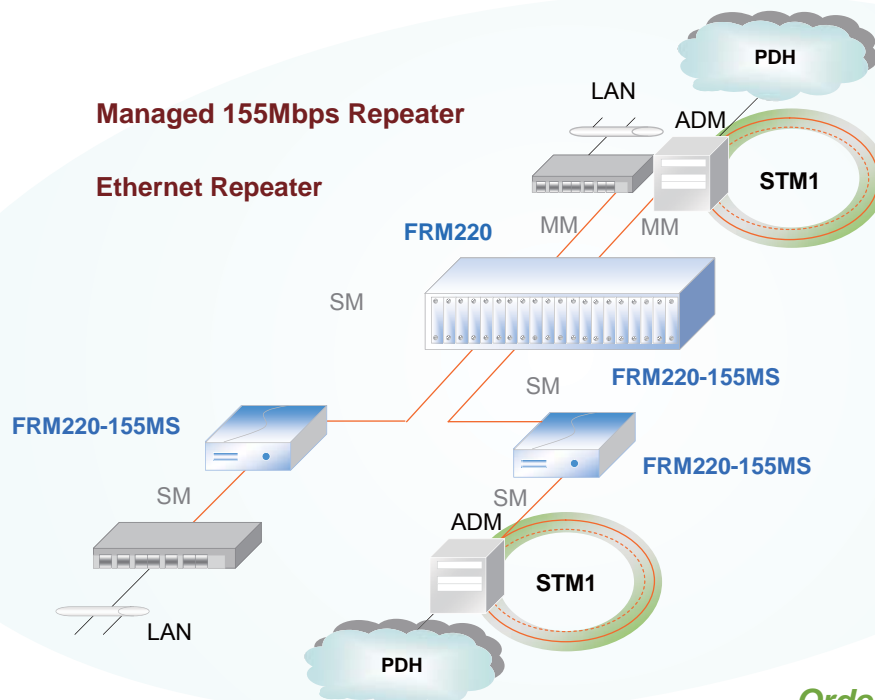 PDH
LAN
Managed 155Mbps Repeater
ADM
STM1
Ethernet Repeater
FRM220
MM
MM
SM
FRM220-155MS
SM
FRM220-155MS
FRM220-155MS
SM
SM
ADM
STM1
LAN
PDH
Orde